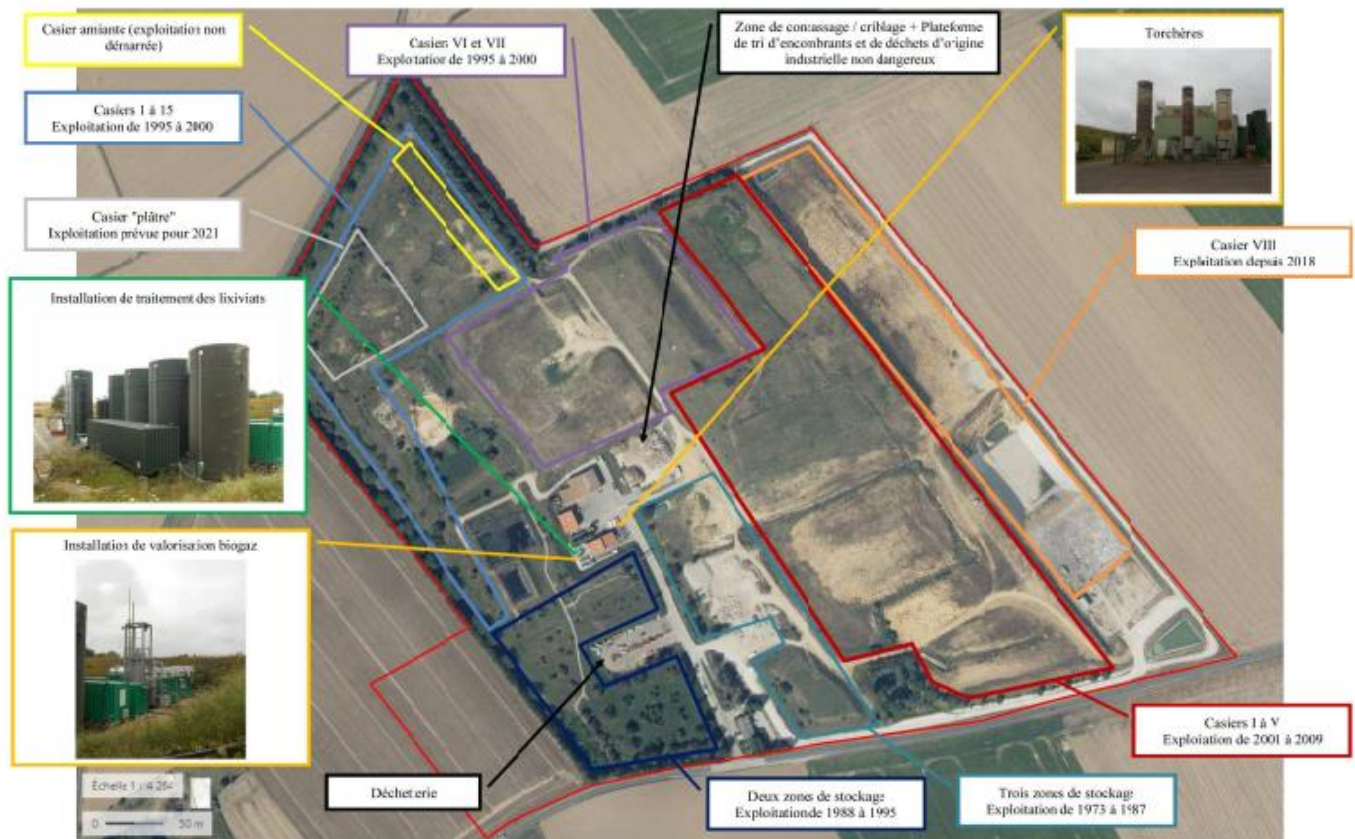 Casier amiante (exploitation non
démarrée)
Casiers VI et VII
Exploitation de 1995 à 2000
Zone de concassage / criblage + Plateforme
de tri d'encombrants et de déchets d'origine
industrielle non dangereux
Torchères
Casiers 1 à 15
Exploitation de 1995 à 2000
Casier "plâtre"
Exploitation prévue pour 2021
Casier VIII
Exploitation depuis 2018
Installation de traitement des lixiviats
Installation de valorisation biogaz
Casiers I à V
Exploitation de 2001 à 2009
Échelle 1 : 4 264
0 50 m
Déchetterie
Deux zones de stockage
Exploitation de 1988 à 1995
Trois zones de stockage
Exploitation de 1973 à 1987